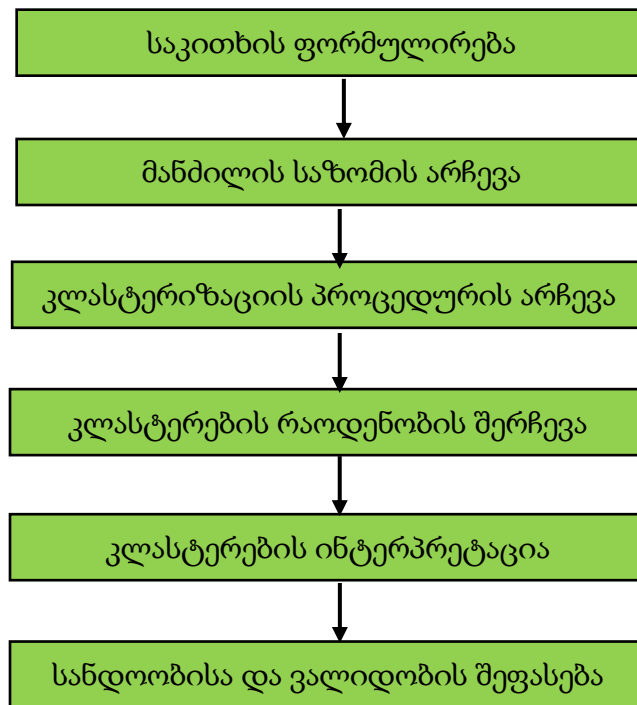 საკითხის ფორმულირება
მანძილის საზომის არჩევა
კლასტერიზაციის პროცედურის არჩევა
კლასტერების რაოდენობის შერჩევა
კლასტერების ინტერპრეტაცია
სანდოობისა და ვალიდობის შეფასება